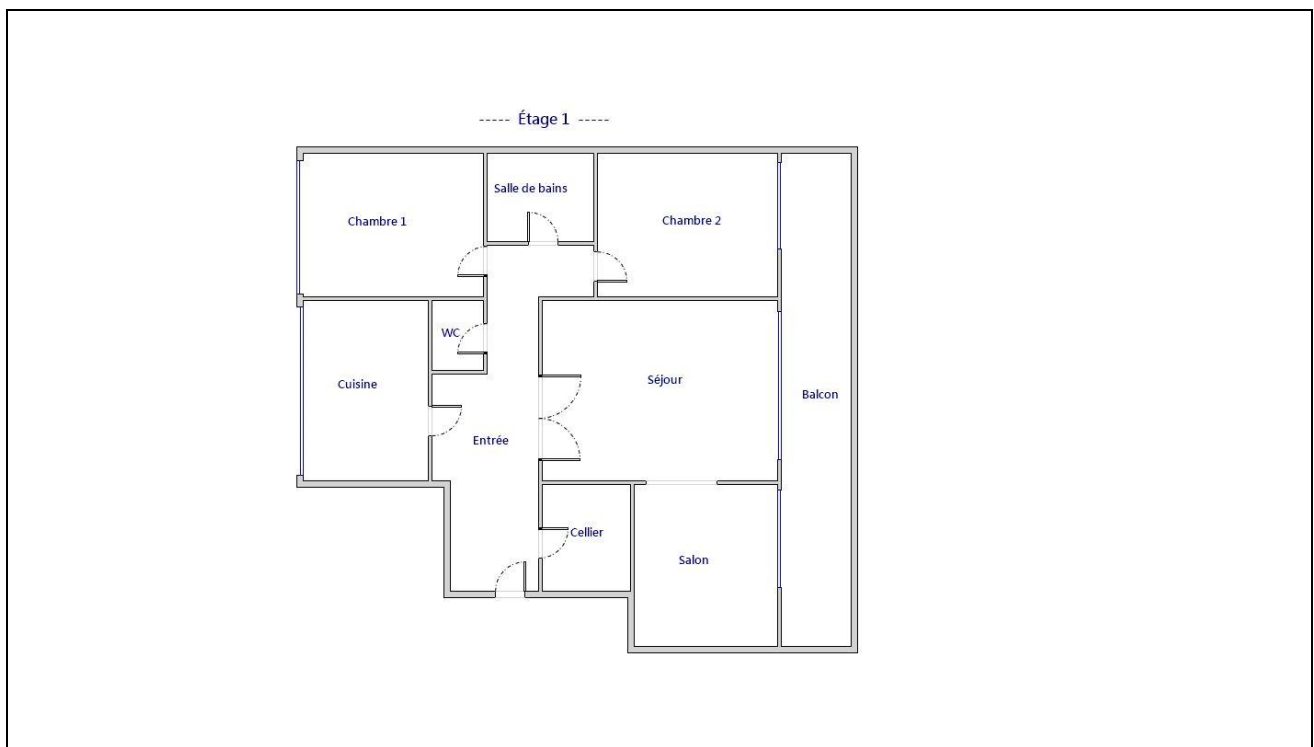 ----- Étage 1 -----
Salle de bains
Chambre 1
Chambre 2
WC
Cuisine
Séjour
Balcon
Entrée
Cellier
Salon